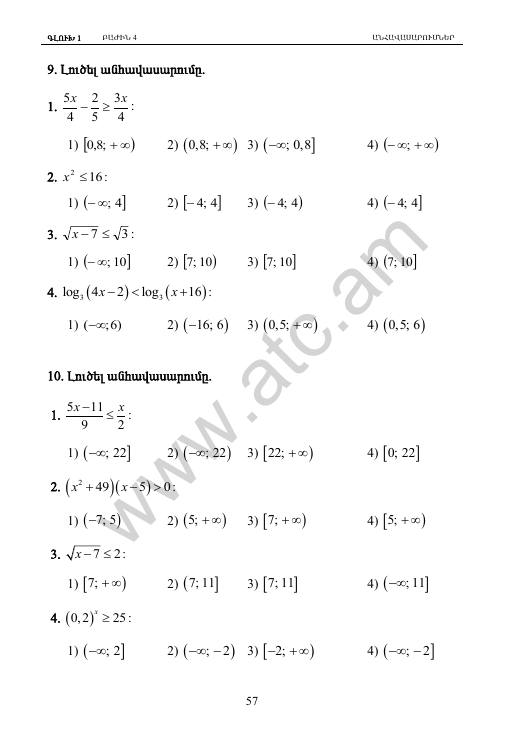 ԳԼՈՒԽ 1 ԲԱԺԻՆ 4 ԱՆՀԱՎԱՍԱՐՈՒՄՆԵՐ
9. Լուծել անհավասարումը.
1. 5x/4 − 2/5 ≥ 3x/4 :
1) [0,8; +∞) 2) (0,8; +∞) 3) (−∞; 0,8] 4) (−∞; +∞)
2. x² ≤ 16 :
1) (−∞; 4] 2) [−4; 4] 3) (−4; 4) 4) (−4; 4]
3. √(x−7) ≤ √3 :
1) (−∞; 10] 2) [7; 10) 3) [7; 10] 4) (7; 10]
4. log₃(4x−2) < log₃(x+16) :
1) (−∞; 6) 2) (−16; 6) 3) (0,5; +∞) 4) (0,5; 6)
10. Լուծել անհավասարումը.
1. (5x−11)/9 ≤ x/2 :
1) (−∞; 22] 2) (−∞; 22) 3) [22; +∞) 4) [0; 22]
2. (x²+49)(x−5) > 0 :
1) (−7; 5) 2) (5; +∞) 3) [7; +∞) 4) [5; +∞)
3. √(x−7) ≤ 2 :
1) [7; +∞) 2) (7; 11] 3) [7; 11] 4) (−∞; 11]
4. (0,2)ˣ ≥ 25 :
1) (−∞; 2] 2) (−∞; −2) 3) [−2; +∞) 4) (−∞; −2]
57
www.atc.am